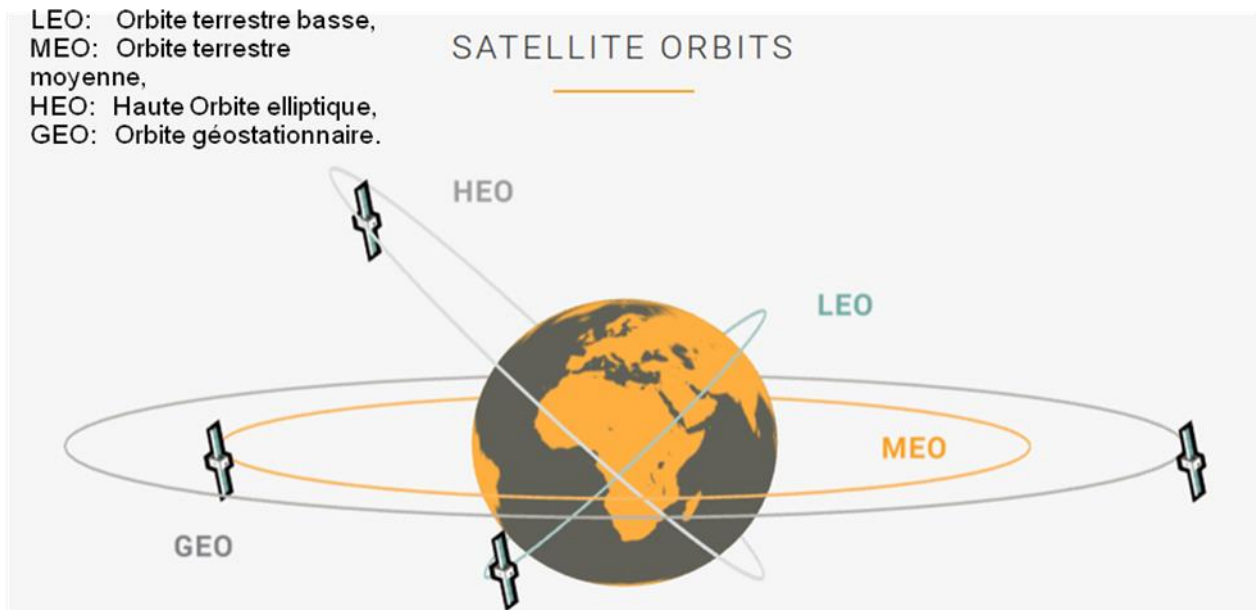 LEO: Orbite terrestre basse,
MEO: Orbite terrestre
moyenne,
HEO: Haute Orbite elliptique,
GEO: Orbite géostationnaire.
SATELLITE ORBITS
HEO
LEO
MEO
GEO